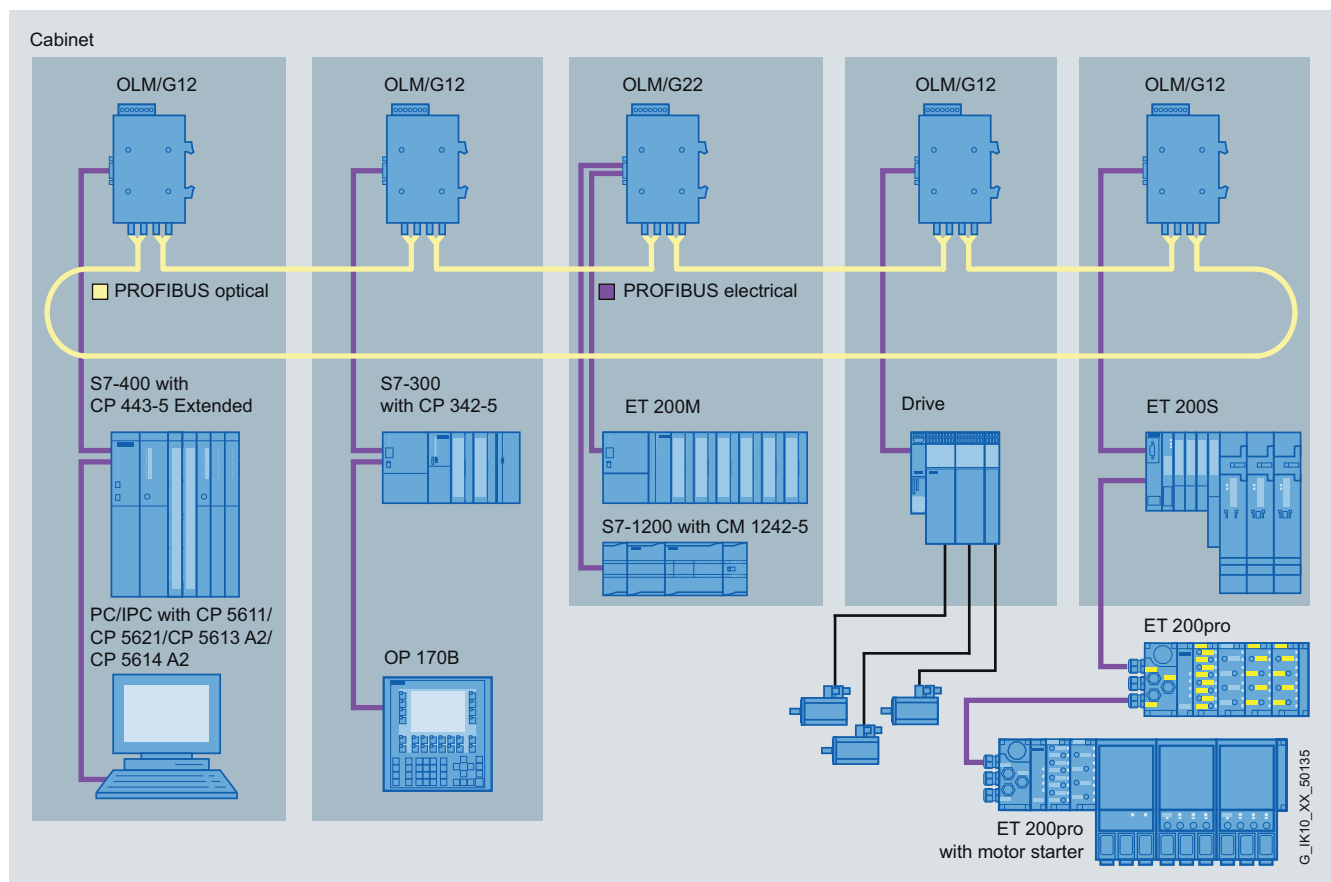 Cabinet
OLM/G12
OLM/G12
OLM/G22
OLM/G12
OLM/G12
PROFIBUS optical
PROFIBUS electrical
S7-400 with
CP 443-5 Extended
S7-300
with CP 342-5
ET 200M
Drive
ET 200S
S7-1200 with CM 1242-5
PC/IPC with CP 5611/
CP 5621/CP 5613 A2/
CP 5614 A2
OP 170B
ET 200pro
ET 200pro
with motor starter
G_IK10_XX_50135